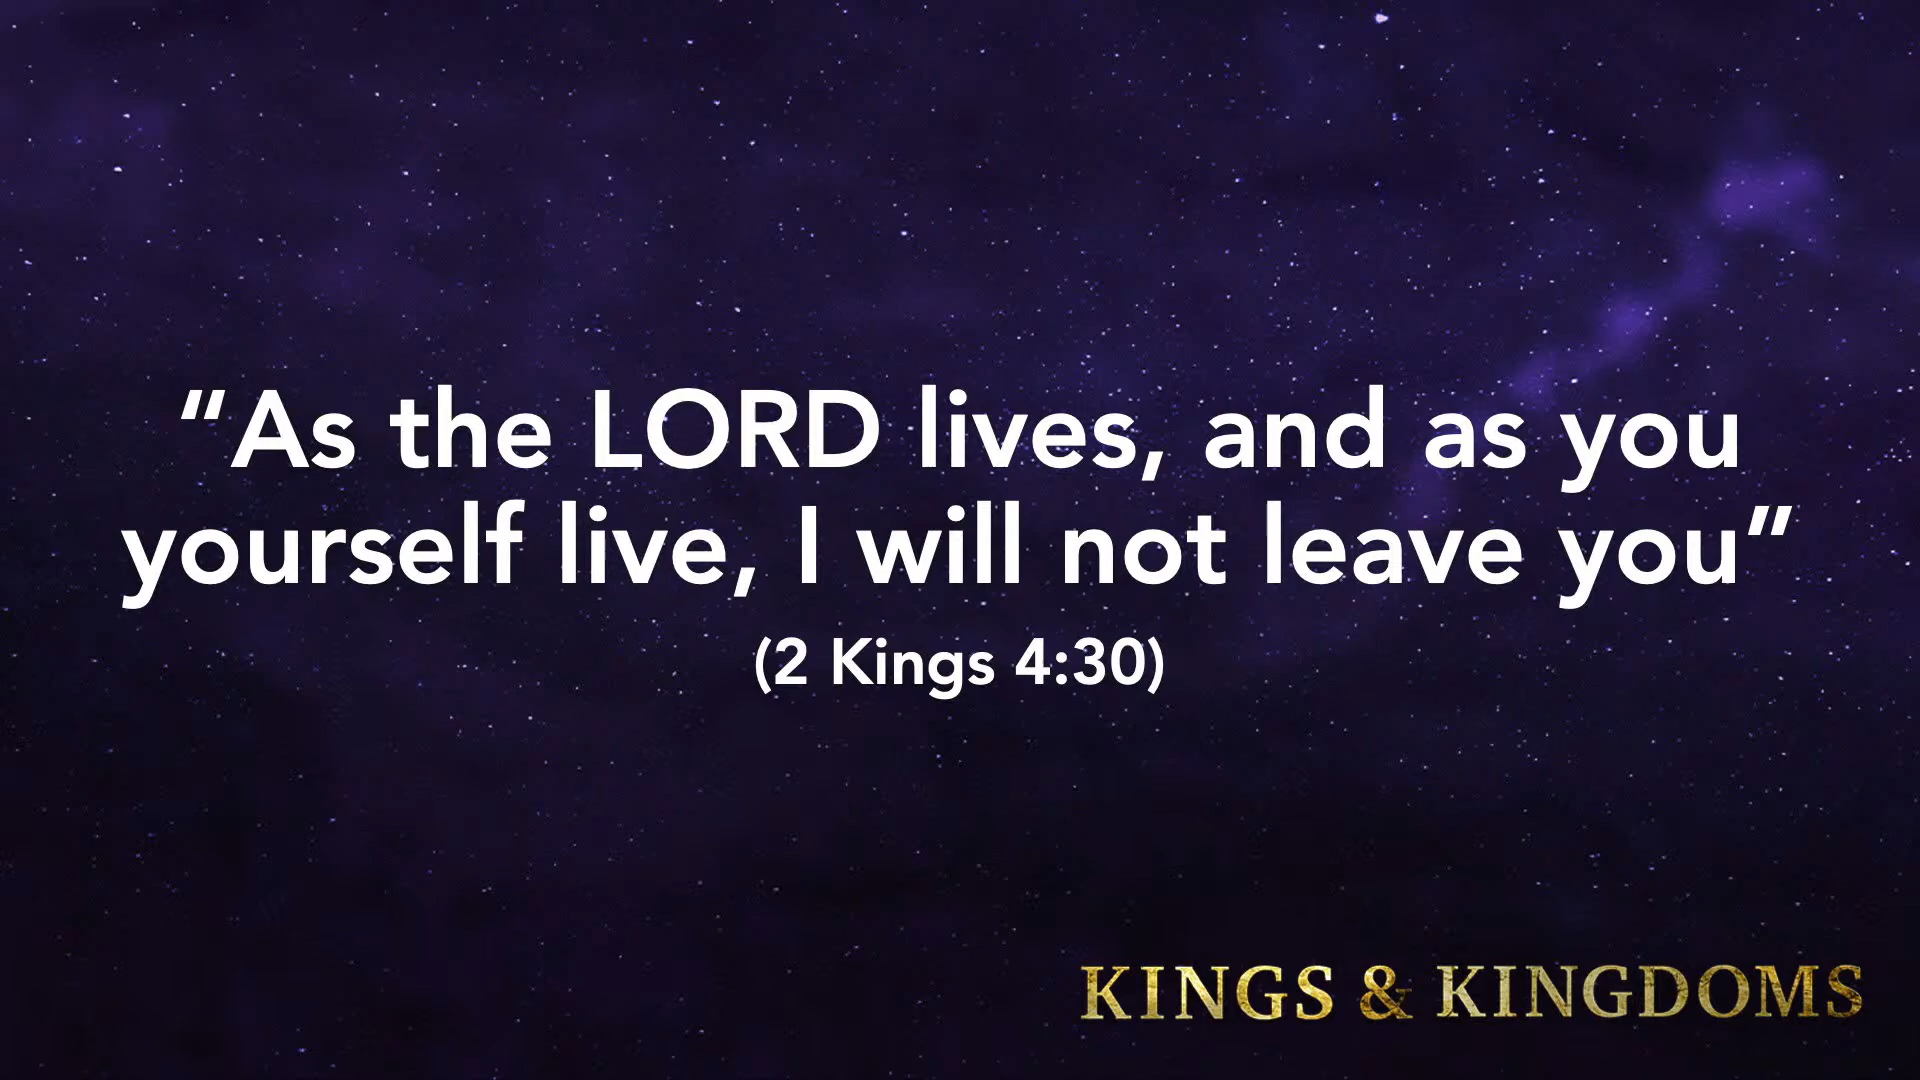 “As the LORD lives, and as you
yourself live, I will not leave you”
(2 Kings 4:30)
KINGS & KINGDOMS